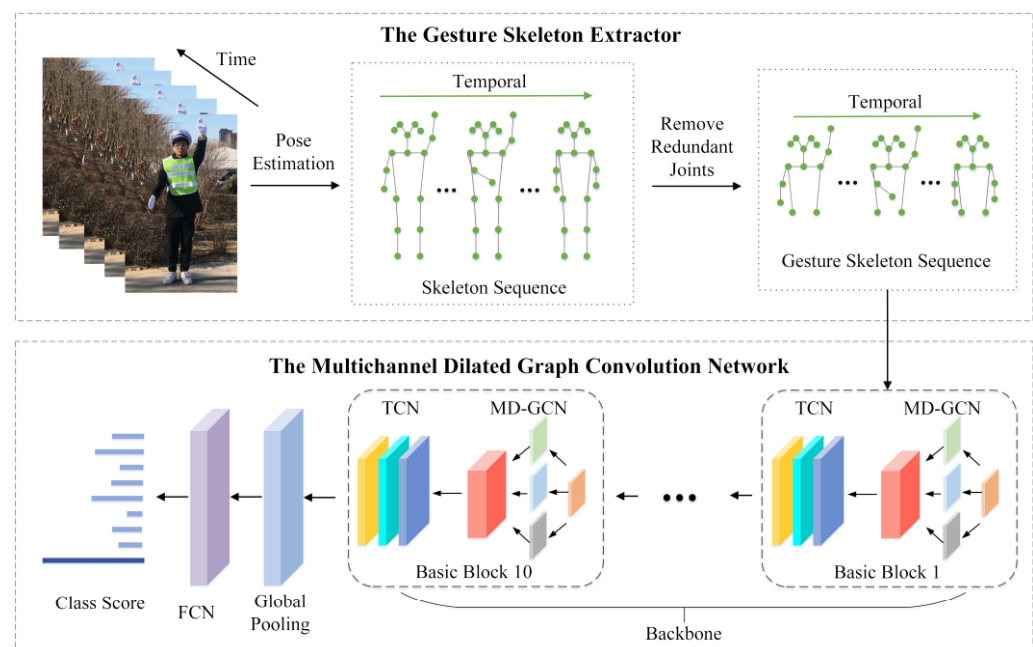 The Gesture Skeleton Extractor
Time
Pose
Estimation
Temporal
Skeleton Sequence
Remove
Redundant
Joints
Temporal
Gesture Skeleton Sequence
The Multichannel Dilated Graph Convolution Network
TCN
MD-GCN
Basic Block 10
TCN
MD-GCN
Basic Block 1
Class Score
FCN
Global
Pooling
Backbone